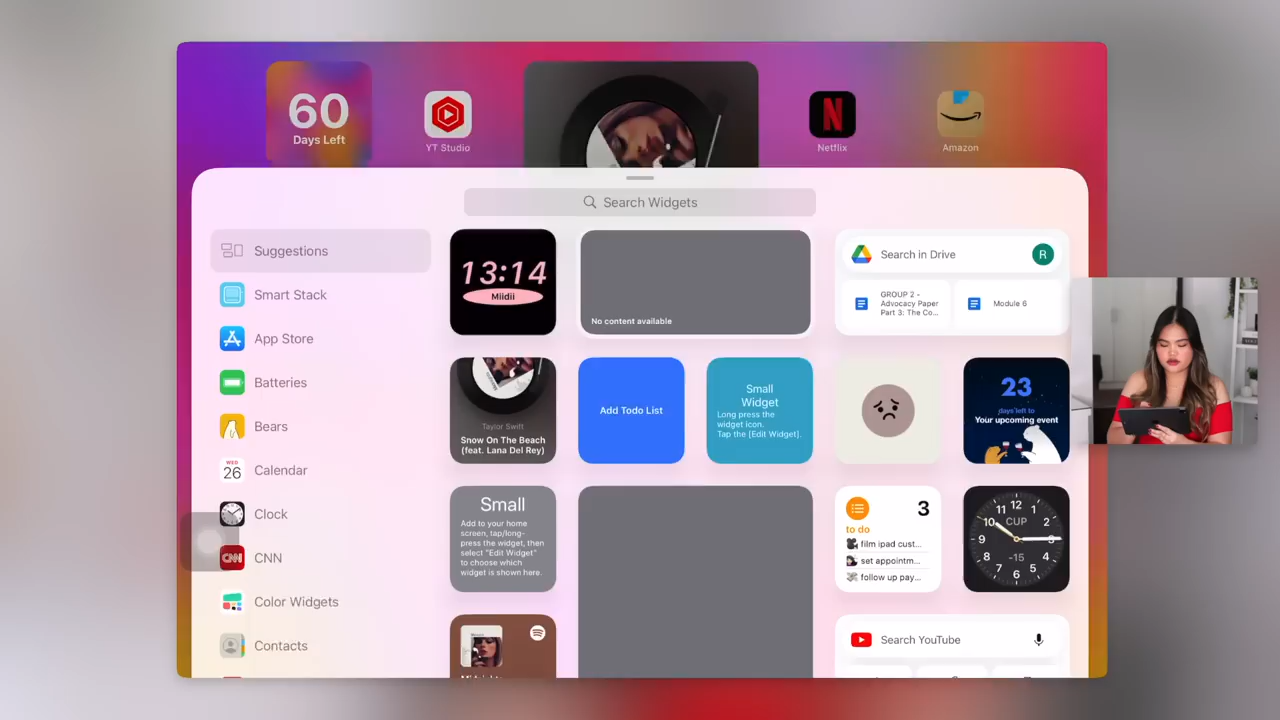 60
Days Left
YT Studio
Netflix
Amazon
Search Widgets
Suggestions
Smart Stack
App Store
Batteries
Bears
WED
26
Calendar
Clock
CNN
CNN
Color Widgets
Contacts
13:14
Miidii
No content available
Search in Drive
R
GROUP 2 -
Advocacy Paper
Part 3: The Co...
Module 6
Taylor Swift
Snow On The Beach
(feat. Lana Del Rey)
Add Todo List
Small
Widget
Long press the
widget icon.
Tap the [Edit Widget].
23
days left to
Your upcoming event
Small
Add to your home
screen, tap/long-
press the widget, then
select "Edit Widget"
to choose which
widget is shown here.
3
to do
film ipad cust...
set appointm...
follow up pay...
12
1
2
3
4
5
6
7
8
9
10
11
CUP
-15
Search YouTube